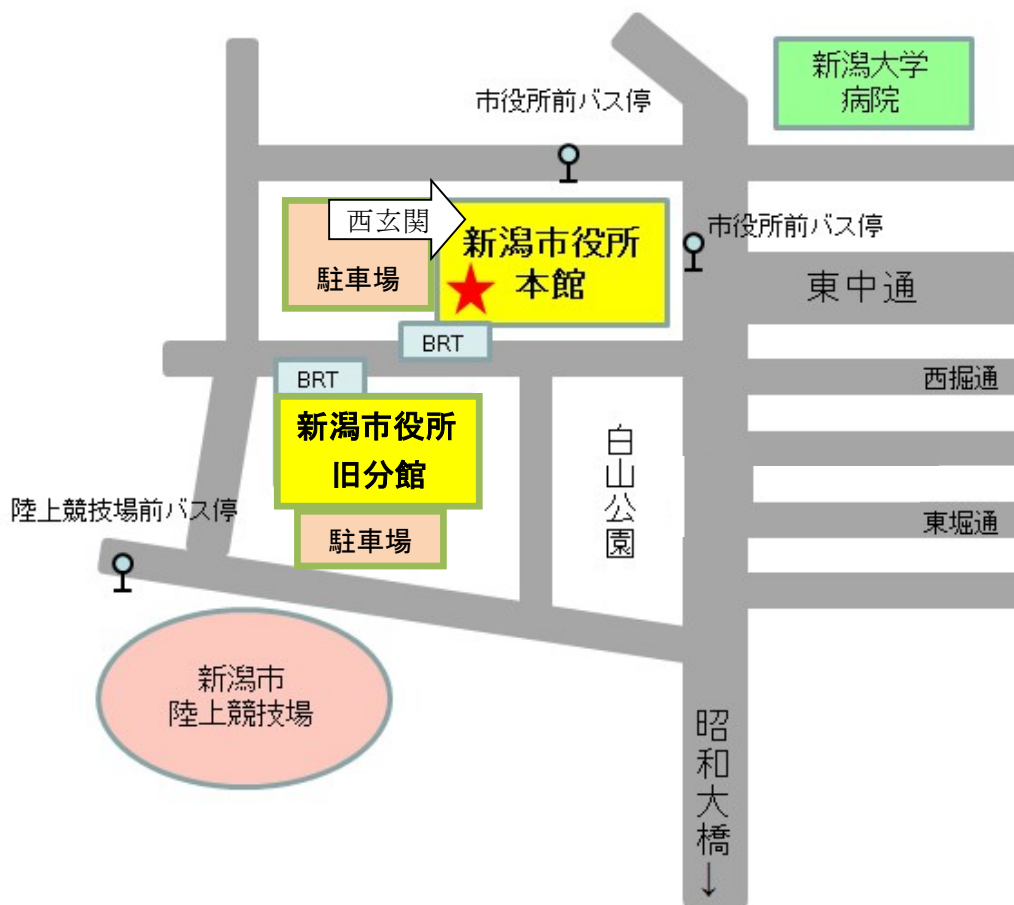 新潟大学
病院
市役所前バス停
西玄関
駐車場
新潟市役所
本館
市役所前バス停
東中通
BRT
BRT
西堀通
新潟市役所
旧分館
白山公園
陸上競技場前バス停
駐車場
東堀通
新潟市
陸上競技場
昭和大橋↓